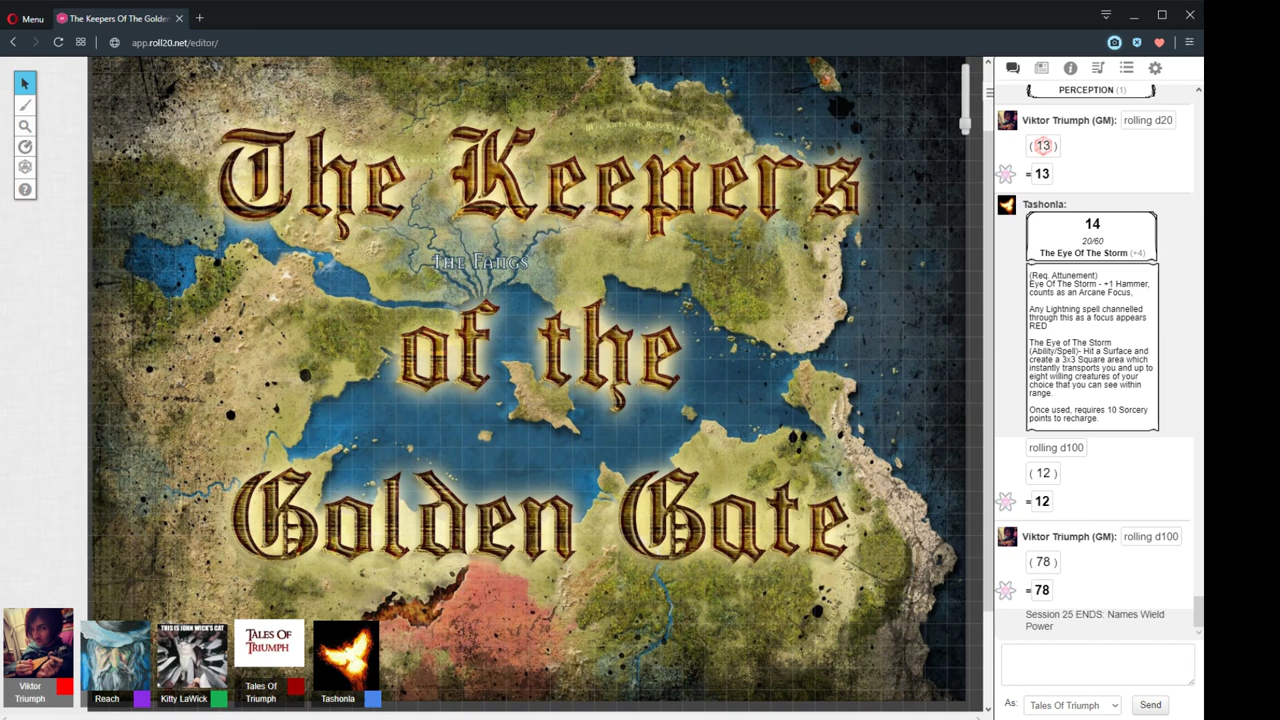 Menu
The Keepers Of The Golden
app.roll20.net/editor/
The Keepers
The Fangs
of the
Golden Gate
Viktor
Triumph
Reach
THIS IS JOHN WICK'S CAT
Kitty LaWick
TALES OF
TRIUMPH
Tales Of
Triumph
Tashonia
PERCEPTION (1)
Viktor Triumph (GM): rolling d20
( 13 )
= 13
Tashonia:
14
20/60
The Eye Of The Storm (+4)
(Req. Attunement)
Eye Of The Storm - +1 Hammer,
counts as an Arcane Focus,
Any Lightning spell channelled
through this as a focus appears
RED
The Eye of The Storm
(Ability/Spell)- Hit a Surface and
create a 3x3 Square area which
instantly transports you and up to
eight willing creatures of your
choice that you can see within
range.
Once used, requires 10 Sorcery
points to recharge.
rolling d100
( 12 )
= 12
Viktor Triumph (GM): rolling d100
( 78 )
= 78
Session 25 ENDS: Names Wield
Power
As: Tales Of Triumph Send